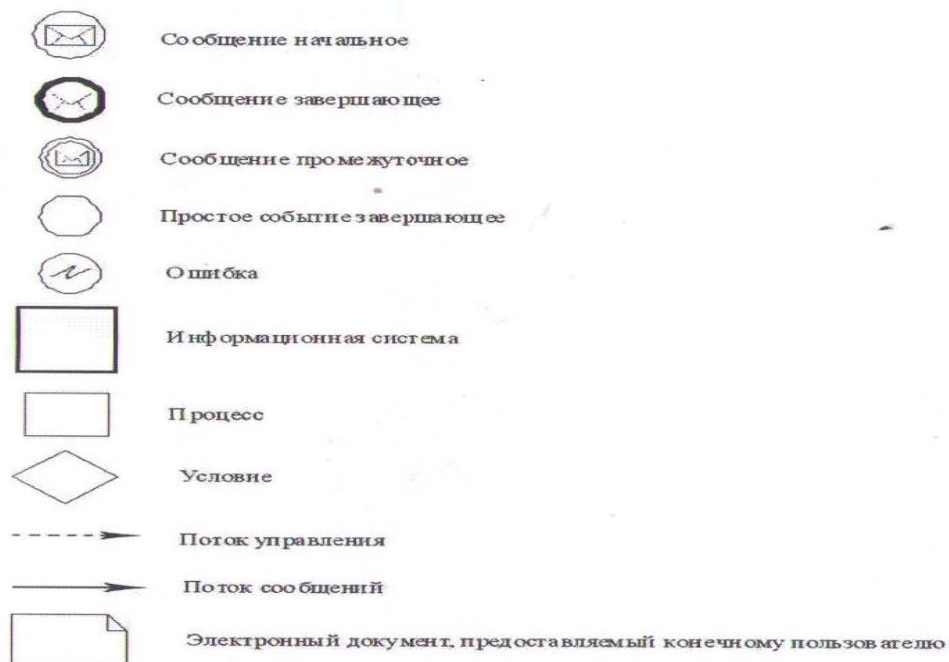 Сообщение начальное
Сообщение завершающее
Сообщение промежуточное
Простое событие завершающее
Ошибка
Информационная система
Процесс
Условие
Поток управления
Поток сообщений
Электронный документ, предоставляемый конечному пользователю